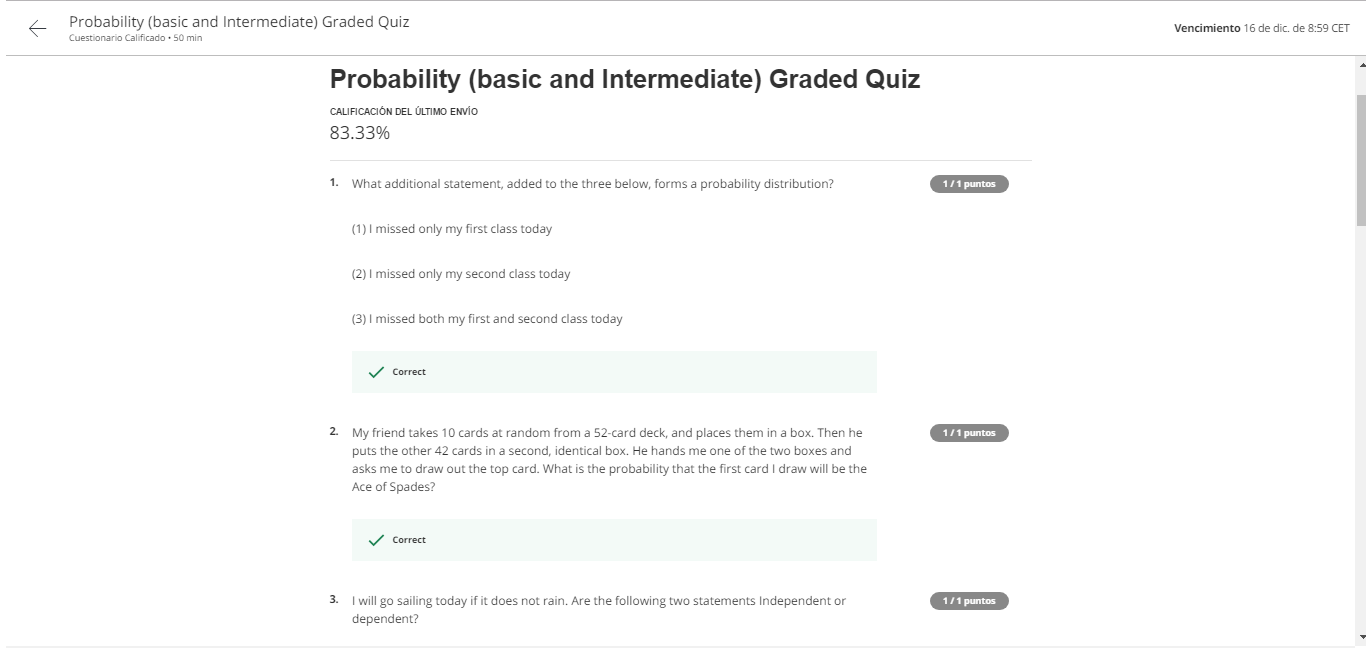 Probability (basic and Intermediate) Graded Quiz
Cuestionario Calificado • 50 min
Vencimiento 16 de dic. de 8:59 CET
Probability (basic and Intermediate) Graded Quiz
CALIFICACIÓN DEL ÚLTIMO ENVÍO
83.33%
1. What additional statement, added to the three below, forms a probability distribution?
1 / 1 puntos
(1) I missed only my first class today
(2) I missed only my second class today
(3) I missed both my first and second class today
Correct
2. My friend takes 10 cards at random from a 52-card deck, and places them in a box. Then he
1 / 1 puntos
puts the other 42 cards in a second, identical box. He hands me one of the two boxes and
asks me to draw out the top card. What is the probability that the first card I draw will be the
Ace of Spades?
Correct
3. I will go sailing today if it does not rain. Are the following two statements Independent or
1 / 1 puntos
dependent?